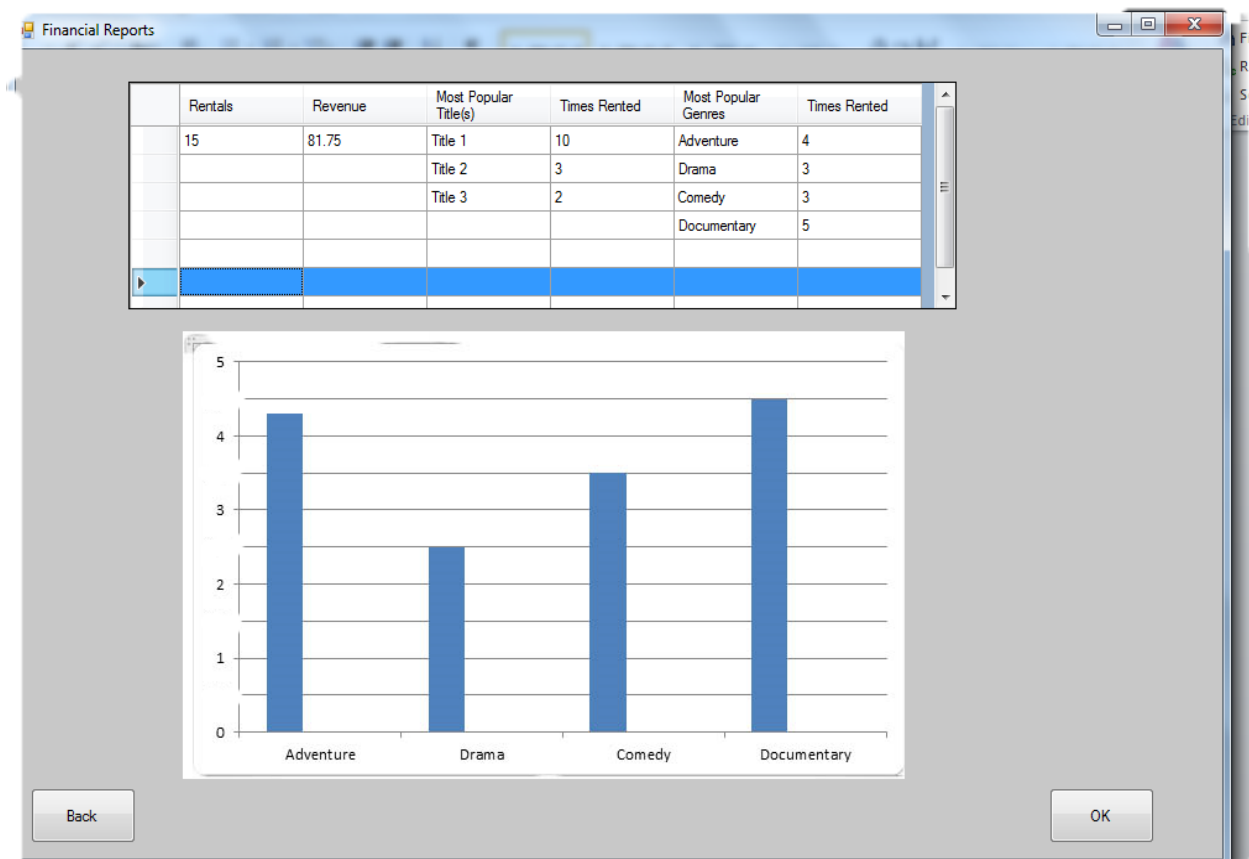 Financial Reports
Rentals Revenue Most Popular Title(s) Times Rented Most Popular Genres Times Rented
15 81.75 Title 1 10 Adventure 4
Title 2 3 Drama 3
Title 3 2 Comedy 3
Documentary 5
5
4
3
2
1
0
Adventure Drama Comedy Documentary
Back OK